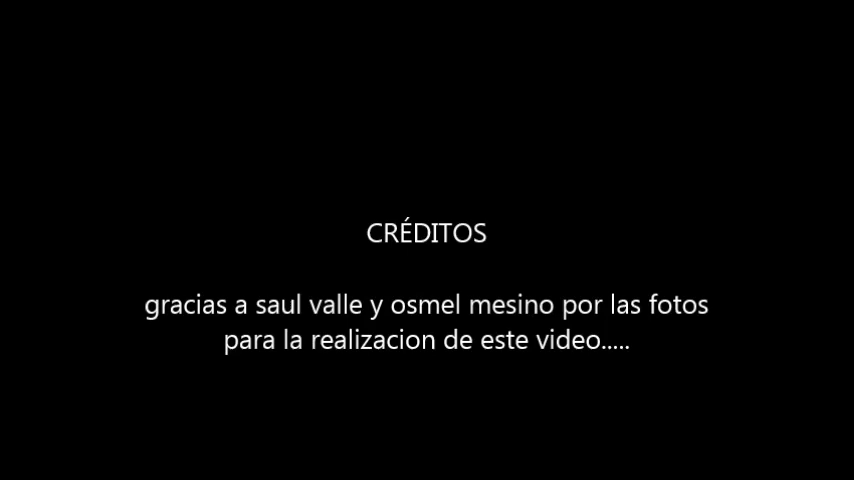 CRÉDITOS
gracias a saul valle y osmel mesino por las fotos
para la realizacion de este video.....